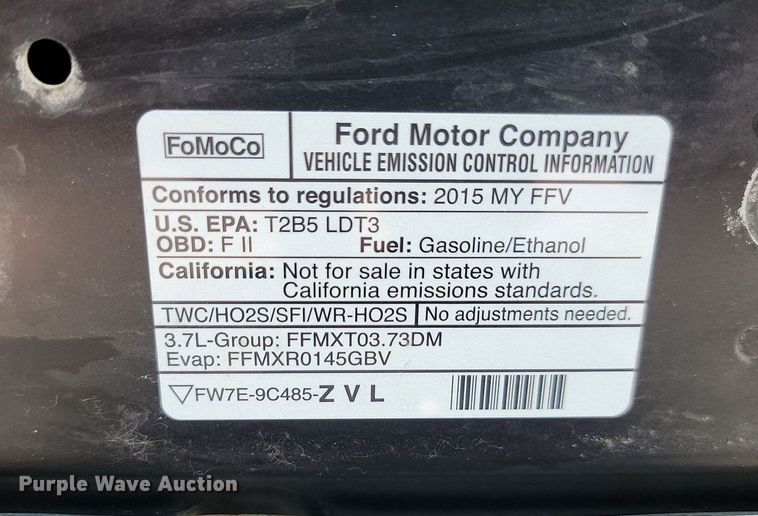 FoMoCo
Ford Motor Company
VEHICLE EMISSION CONTROL INFORMATION
Conforms to regulations: 2015 MY FFV
U.S. EPA: T2B5 LDT3
OBD: F II Fuel: Gasoline/Ethanol
California: Not for sale in states with
California emissions standards.
TWC/HO2S/SFI/WR-HO2S No adjustments needed.
3.7L-Group: FFMXT03.73DM
Evap: FFMXR0145GBV
FW7E-9C485-Z V L
Purple Wave Auction